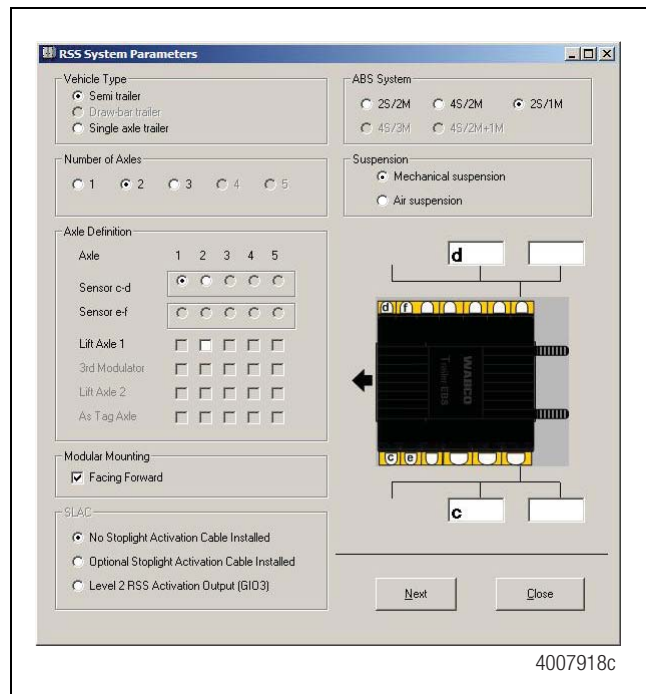 RSS System Parameters
Vehicle Type
Semi trailer
Draw-bar trailer
Single axle trailer
ABS System
2S/2M 4S/2M 2S/1M
4S/3M 4S/2M+1M
Number of Axles
1 2 3 4 5
Suspension
Mechanical suspension
Air suspension
Axle Definition
Axle 1 2 3 4 5
Sensor c-d
Sensor e-f
Lift Axle 1
3rd Modulator
Lift Axle 2
As Tag Axle
d
d f
WABCO
Trailer EBS
c e
c
Modular Mounting
Facing Forward
SLAC
No Stoplight Activation Cable Installed
Optional Stoplight Activation Cable Installed
Level 2 RSS Activation Output (GIO3)
Next Close
4007918c